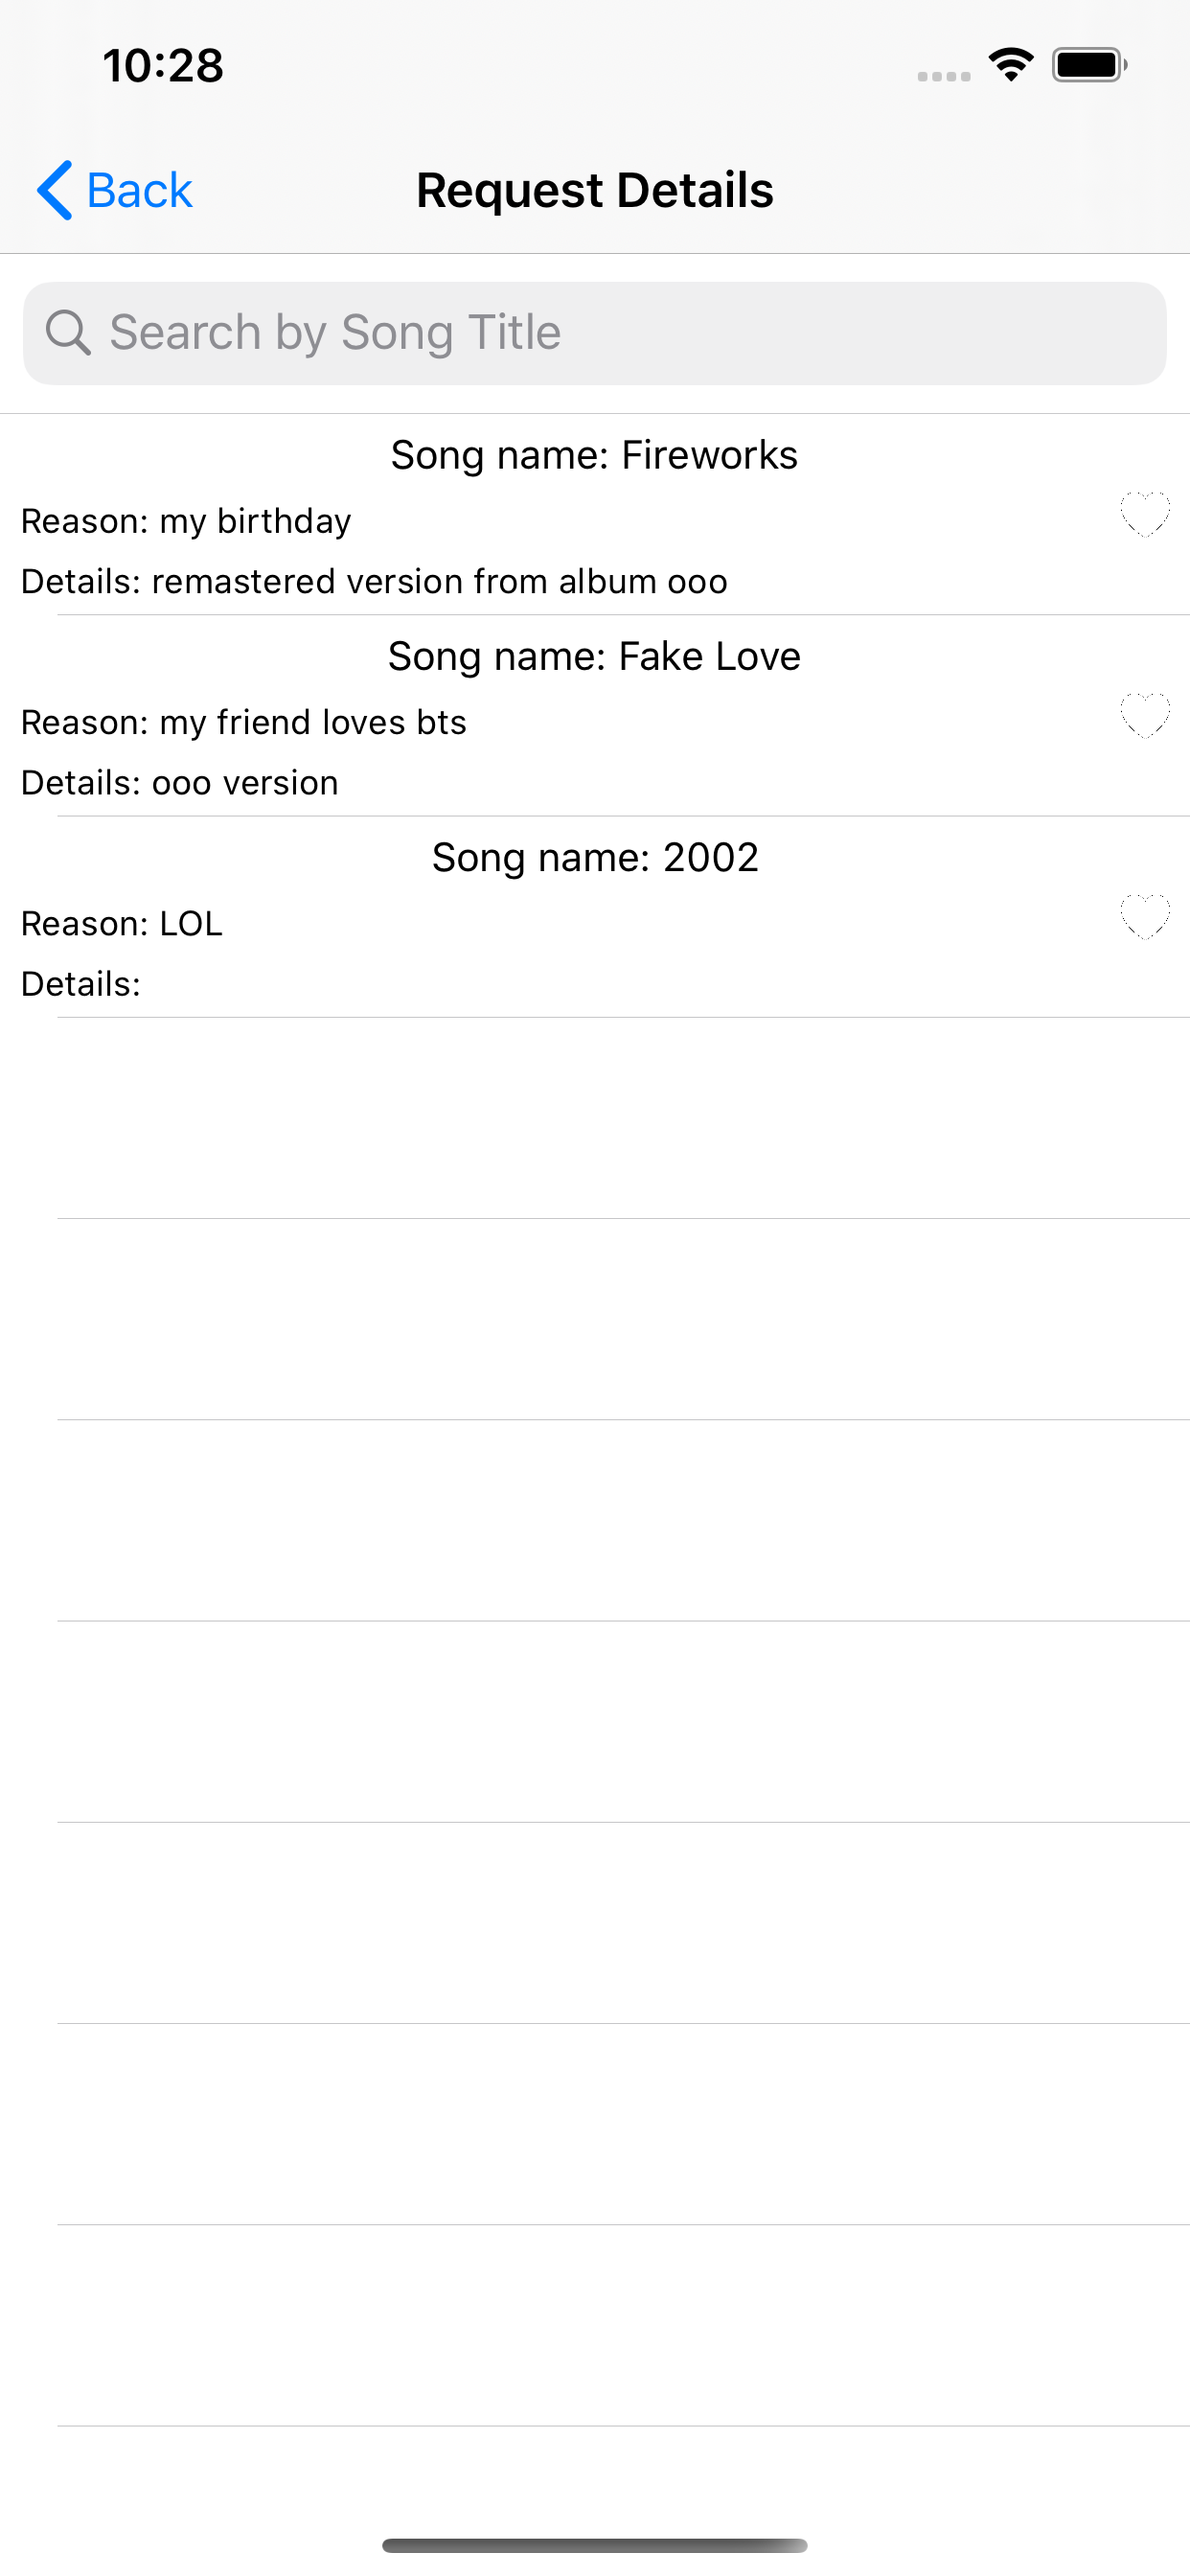 10:28
Back
Request Details
Search by Song Title
Song name: Fireworks
Reason: my birthday
Details: remastered version from album ooo
Song name: Fake Love
Reason: my friend loves bts
Details: ooo version
Song name: 2002
Reason: LOL
Details: